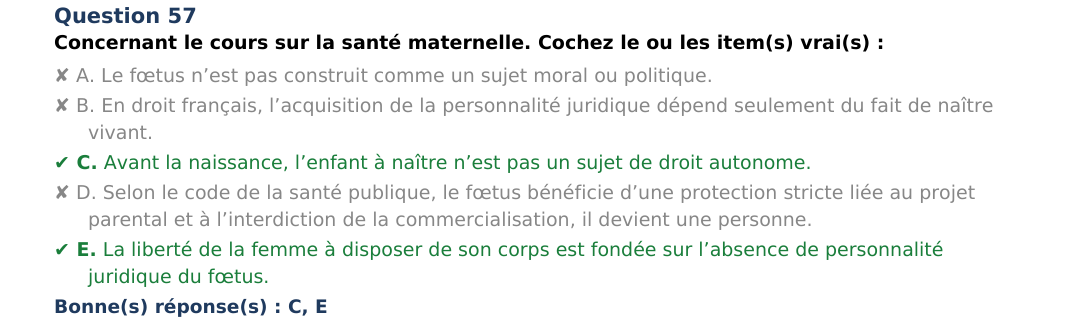 Question 57
Concernant le cours sur la santé maternelle. Cochez le ou les item(s) vrai(s) :
✘ A. Le fœtus n’est pas construit comme un sujet moral ou politique.
✘ B. En droit français, l’acquisition de la personnalité juridique dépend seulement du fait de naître
vivant.
✔ C. Avant la naissance, l’enfant à naître n’est pas un sujet de droit autonome.
✘ D. Selon le code de la santé publique, le fœtus bénéficie d’une protection stricte liée au projet
parental et à l’interdiction de la commercialisation, il devient une personne.
✔ E. La liberté de la femme à disposer de son corps est fondée sur l’absence de personnalité
juridique du fœtus.
Bonne(s) réponse(s) : C, E